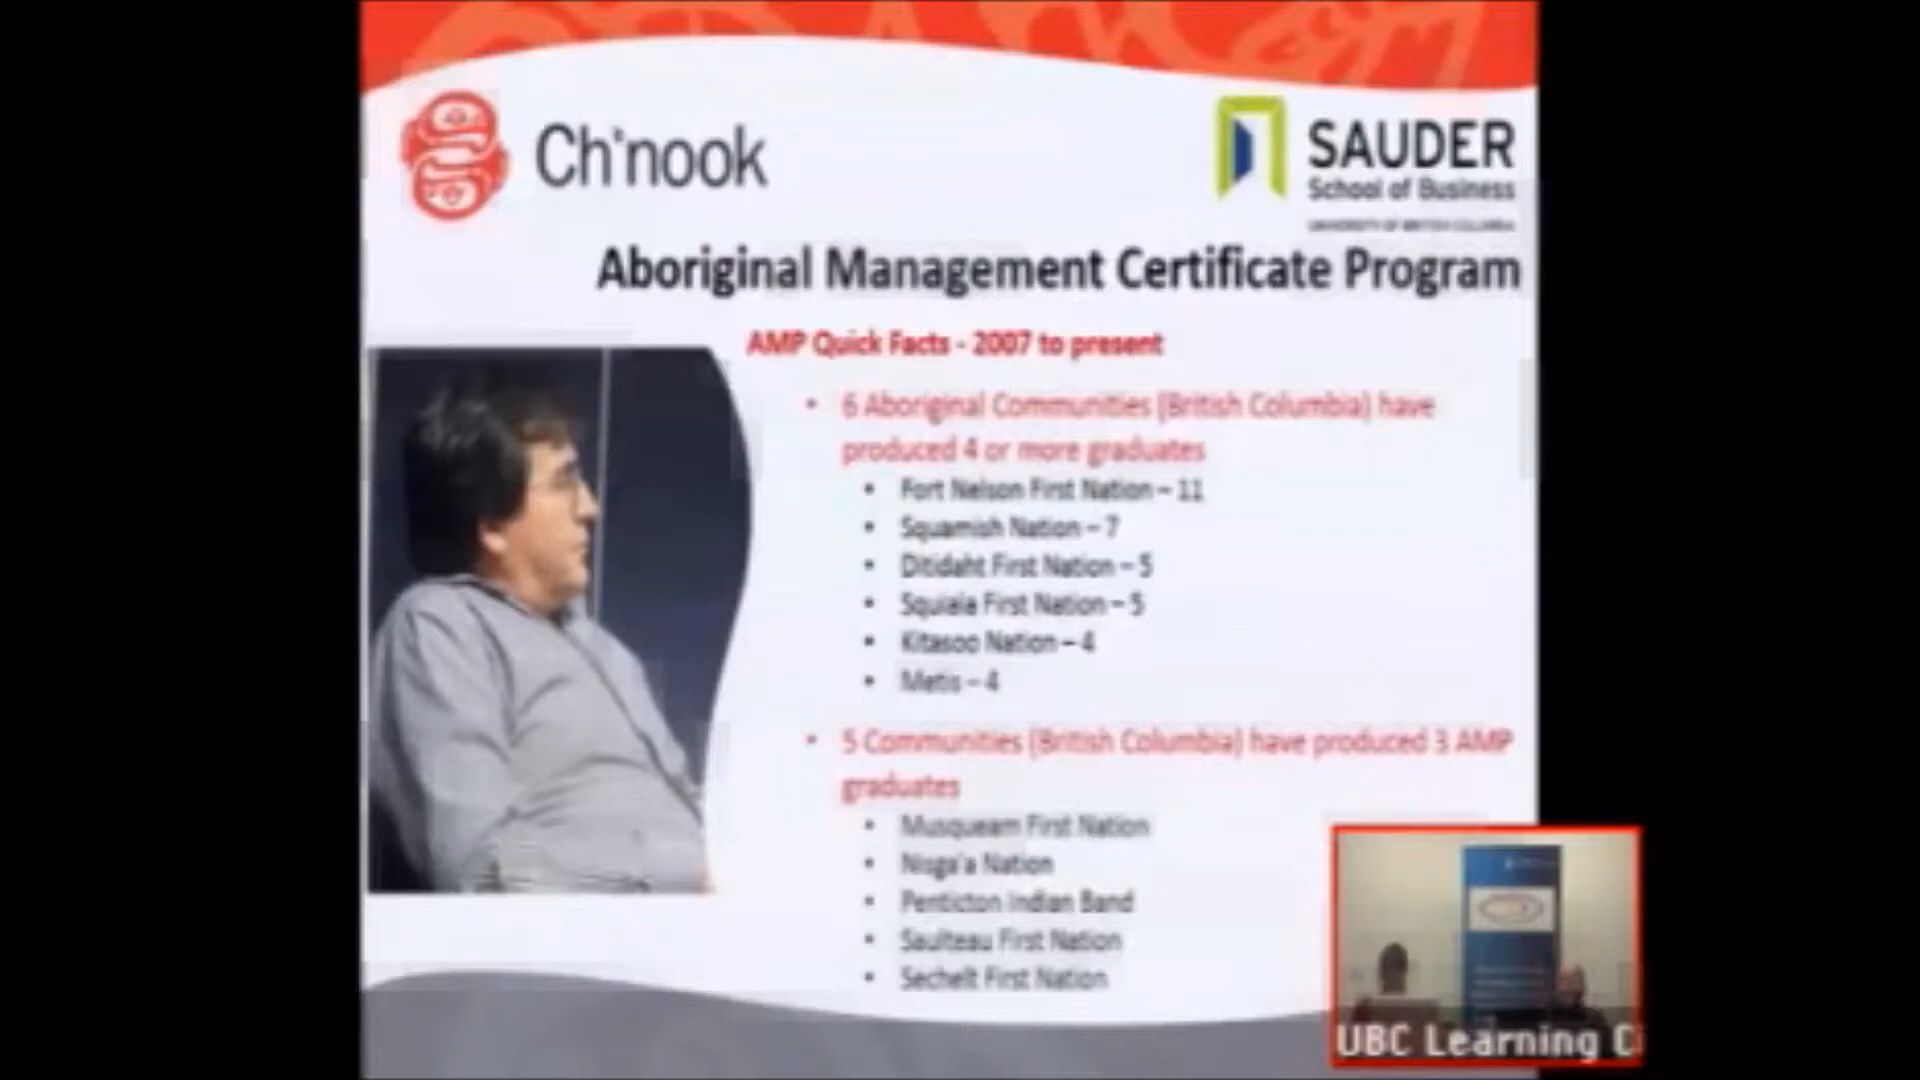 Ch'nook
SAUDER
School of Business
UNIVERSITY OF BRITISH COLUMBIA
Aboriginal Management Certificate Program
AMP Quick Facts - 2007 to present
• 6 Aboriginal Communities (British Columbia) have
produced 4 or more graduates
• Fort Nelson First Nation – 11
• Squamish Nation – 7
• Ditidaht First Nation – 5
• Squiala First Nation – 5
• Kitasoo Nation – 4
• Metis – 4
• 5 Communities (British Columbia) have produced 3 AMP
graduates
• Musqueam First Nation
• Nisga'a Nation
• Penticton Indian Band
• Saulteau First Nation
• Sechelt First Nation
UBC Learning Ci